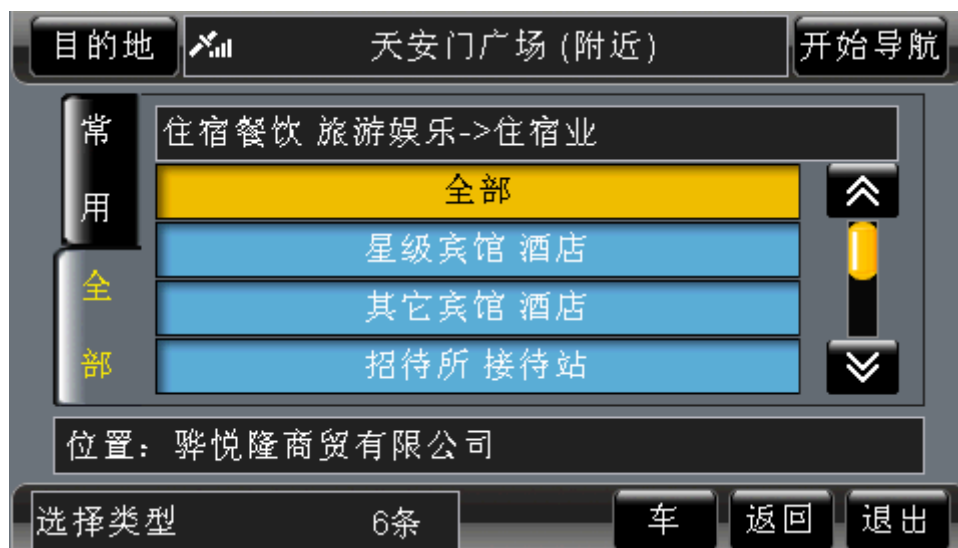 目的地 天安门广场 (附近) 开始导航
常用
住宿餐饮 旅游娱乐->住宿业
全部
星级宾馆 酒店
其它宾馆 酒店
招待所 接待站
全部
位置: 骅悦隆商贸有限公司
选择类型 6条 车 返回 退出